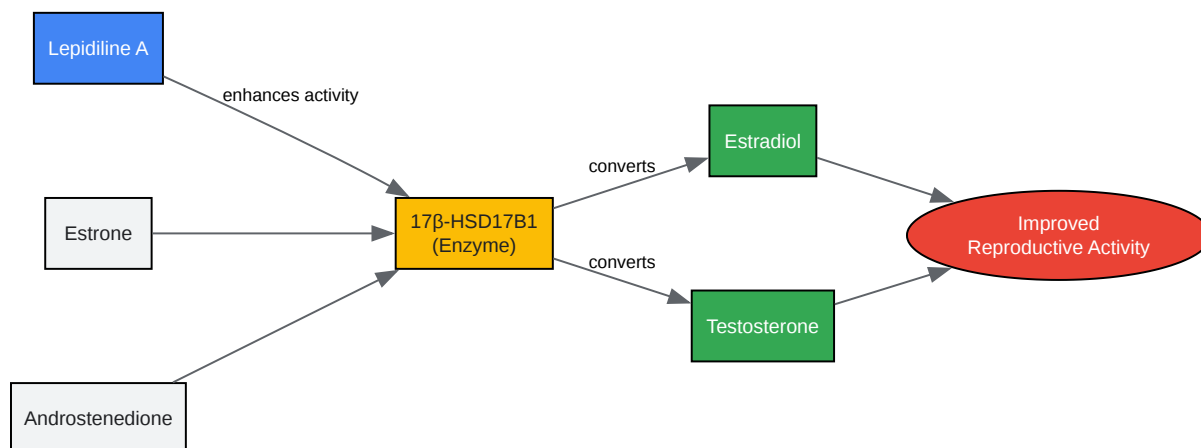 Lepidiline A
enhances activity
Estrone
Androstenedione
17β-HSD17B1
(Enzyme)
converts
converts
Estradiol
Testosterone
Improved
Reproductive Activity